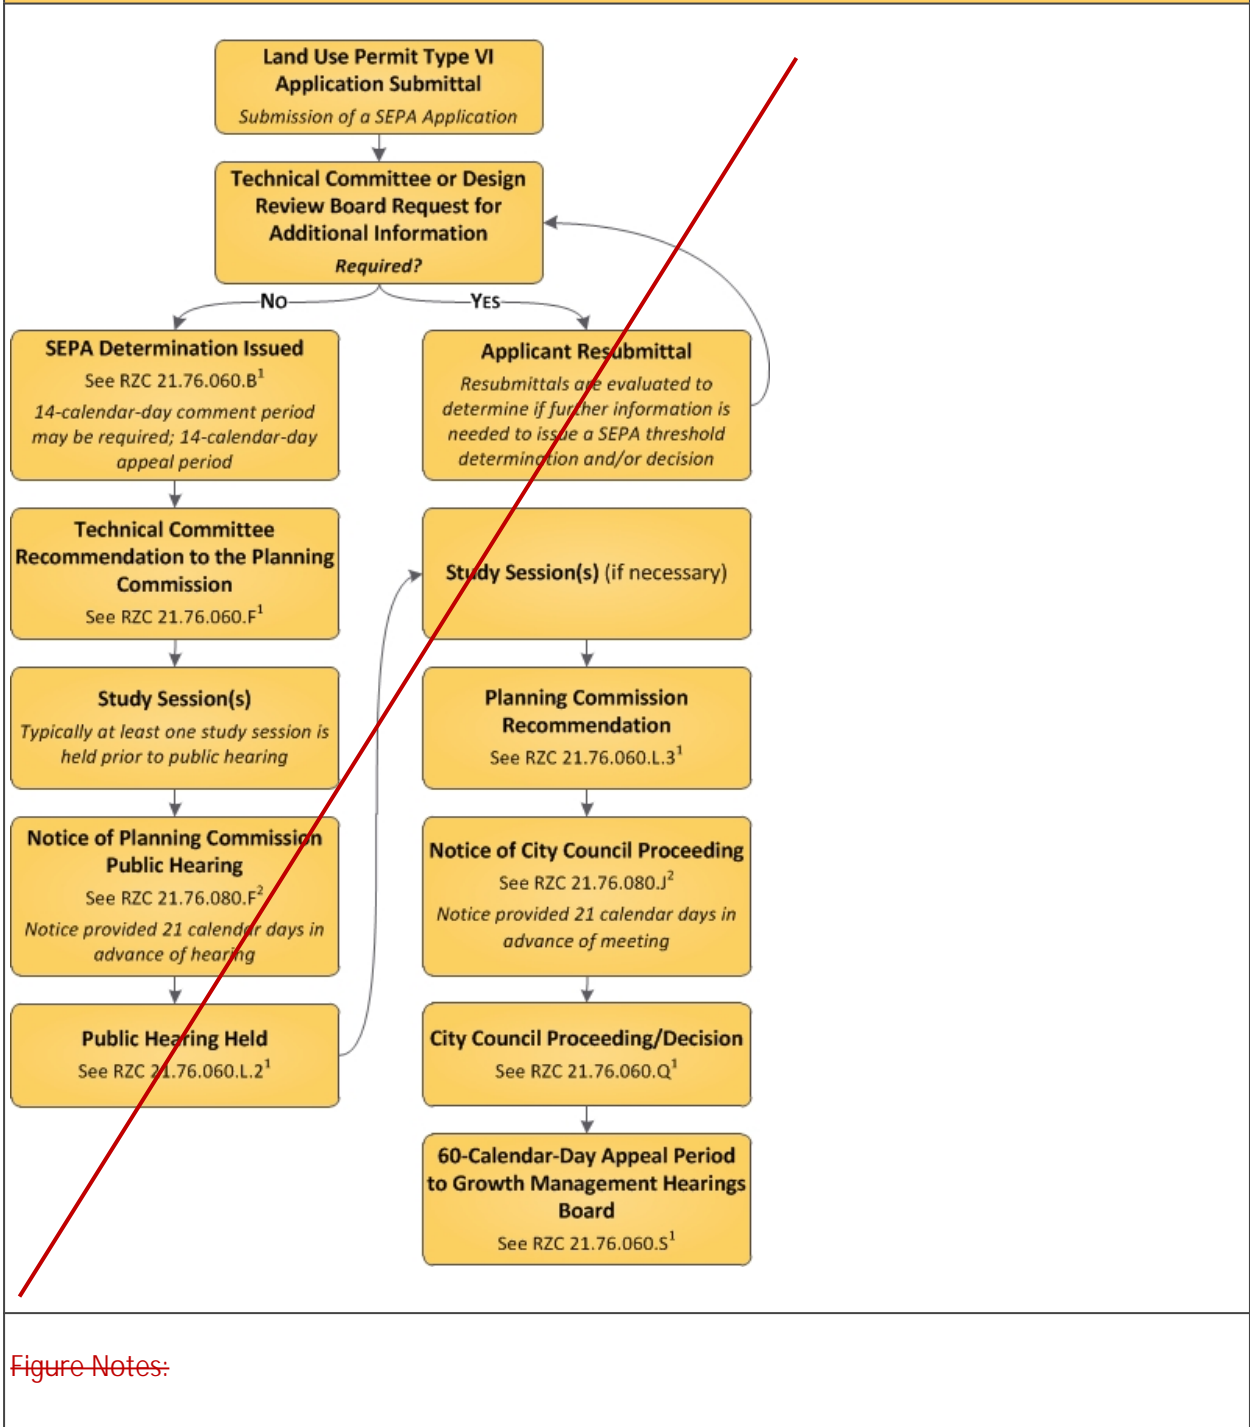 Land Use Permit Type VI
Application Submittal
Submission of a SEPA Application
Technical Committee or Design
Review Board Request for
Additional Information
Required?
No
Yes
SEPA Determination Issued
See RZC 21.76.060.B1
14-calendar-day comment period
may be required; 14-calendar-day
appeal period
Applicant Resubmittal
Resubmittals are evaluated to
determine if further information is
needed to issue a SEPA threshold
determination and/or decision
Technical Committee
Recommendation to the Planning
Commission
See RZC 21.76.060.F1
Study Session(s)
Typically at least one study session is
held prior to public hearing
Notice of Planning Commission
Public Hearing
See RZC 21.76.080.F2
Notice provided 21 calendar days in
advance of hearing
Public Hearing Held
See RZC 21.76.060.L.21
Study Session(s) (if necessary)
Planning Commission
Recommendation
See RZC 21.76.060.L.31
Notice of City Council Proceeding
See RZC 21.76.080.J2
Notice provided 21 calendar days in
advance of meeting
City Council Proceeding/Decision
See RZC 21.76.060.Q1
60-Calendar-Day Appeal Period
to Growth Management Hearings
Board
See RZC 21.76.060.S1
Figure Notes: